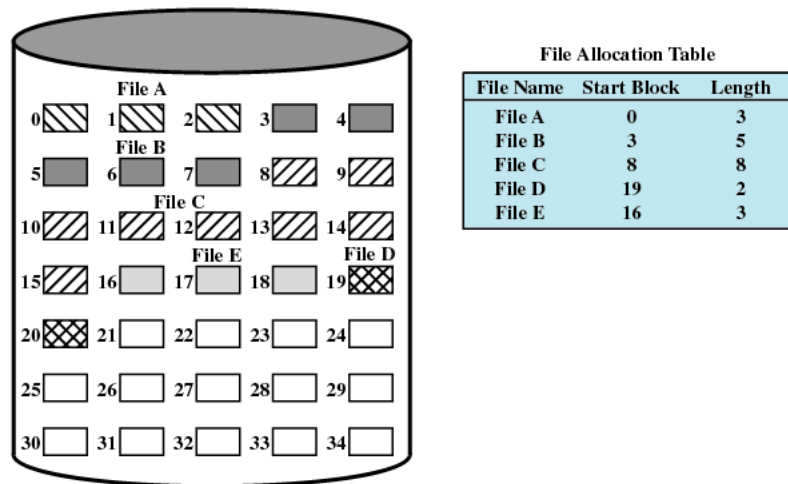 File Allocation Table
File Name Start Block Length
File A 0 3
File B 3 5
File C 8 8
File D 19 2
File E 16 3
File A
0 1 2 3 4
File B
5 6 7 8 9
File C
10 11 12 13 14
File E File D
15 16 17 18 19
20 21 22 23 24
25 26 27 28 29
30 31 32 33 34